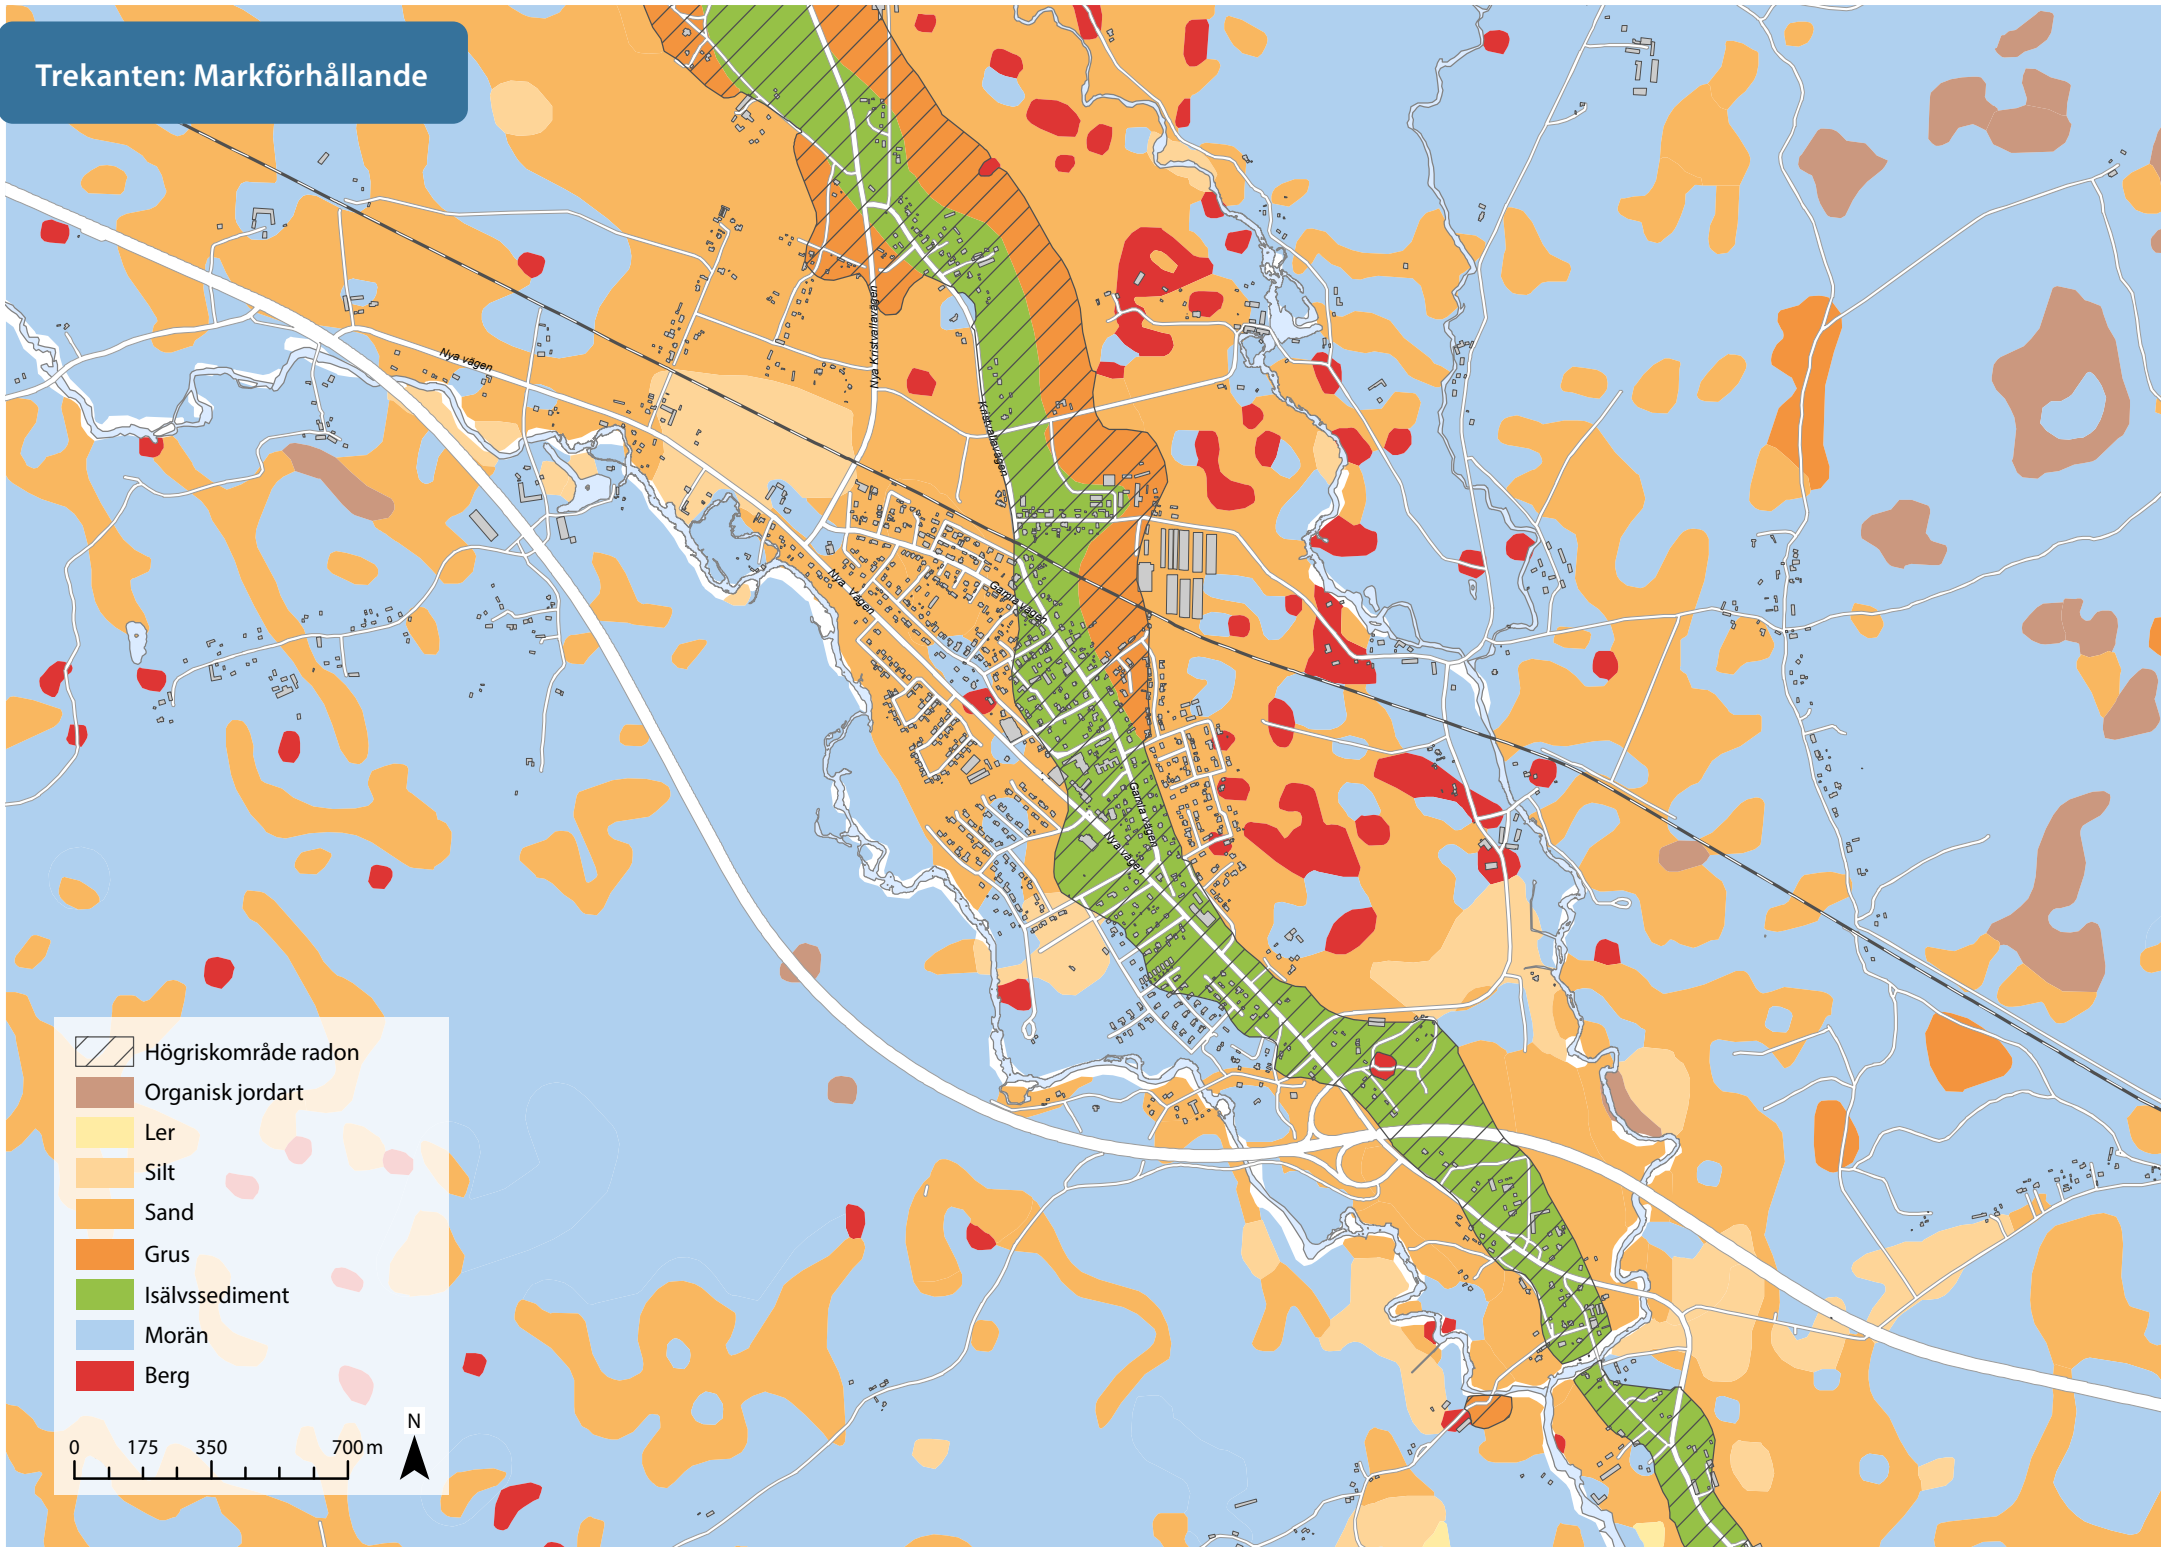 Trekanten: Markförhållande
Nya vägen
Nya Kristvallavägen
Kristvallavägen
Gamla vägen
Nya
Vägen
Gamla vägen
Nya vägen
Högriskområde radon
Organisk jordart
Ler
Silt
Sand
Grus
Isälvssediment
Morän
Berg
0 175 350 700 m
N